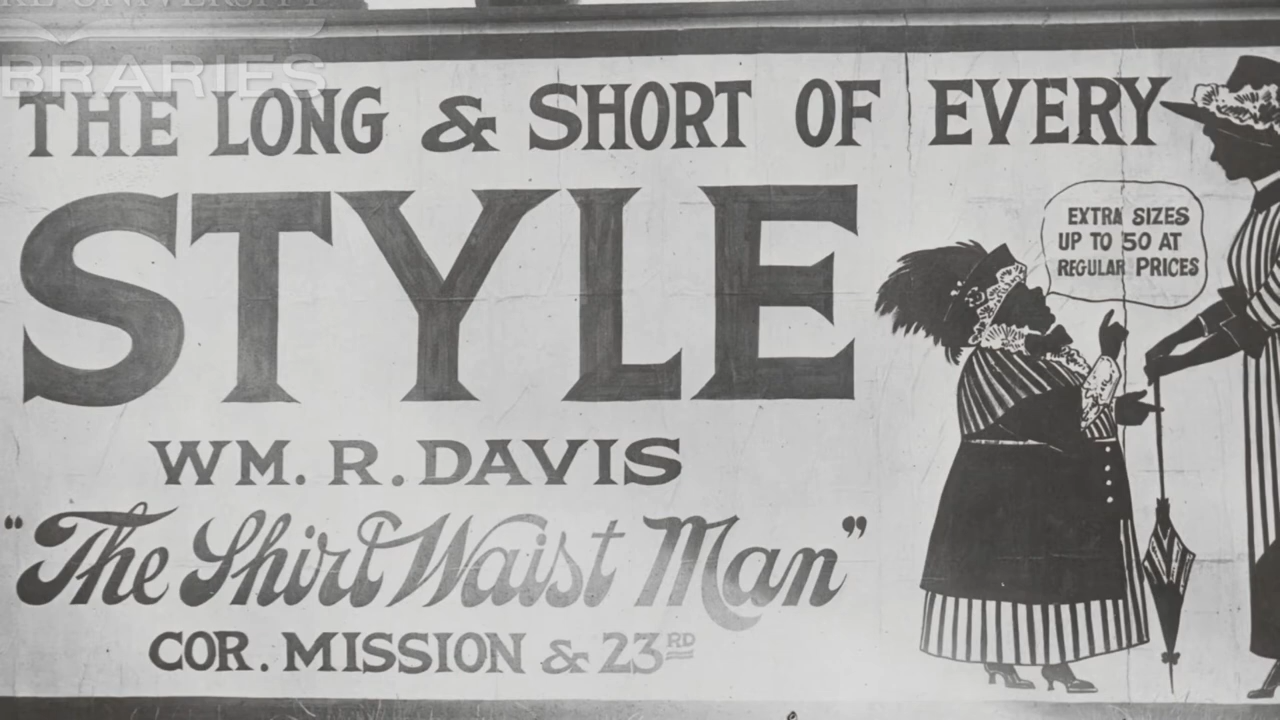 BRARIES
THE LONG & SHORT OF EVERY
STYLE
EXTRA SIZES
UP TO 50 AT
REGULAR PRICES
WM. R. DAVIS
"The Shirt Waist Man"
COR. MISSION & 23RD